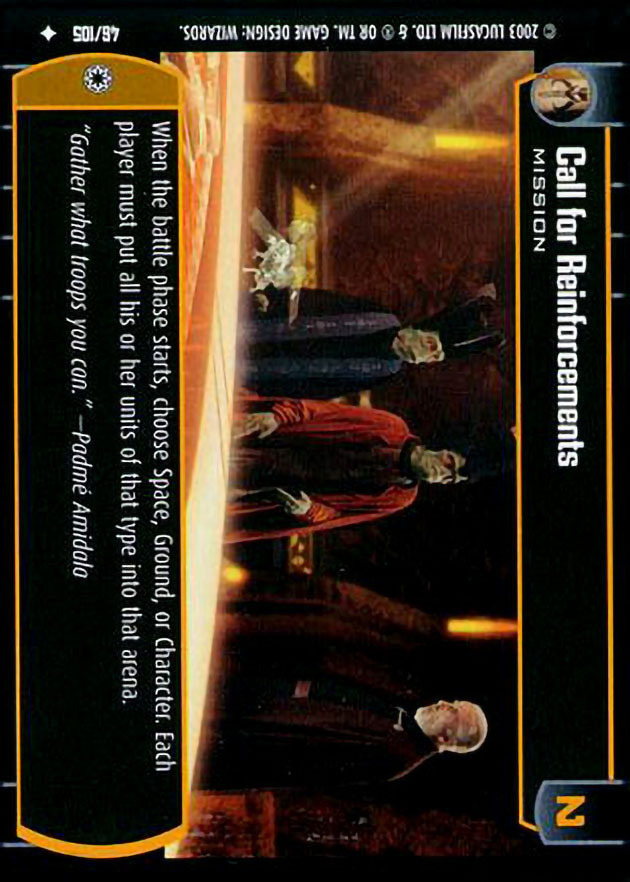 Call for Reinforcements
MISSION
2
When the battle phase starts, choose Space, Ground, or Character. Each
player must put all his or her units of that type into that arena.
“Gather what troops you can.” —Padmé Amidala
© 2003 LUCASFILM LTD. & ® OR TM. GAME DESIGN: WIZARDS.
46/105